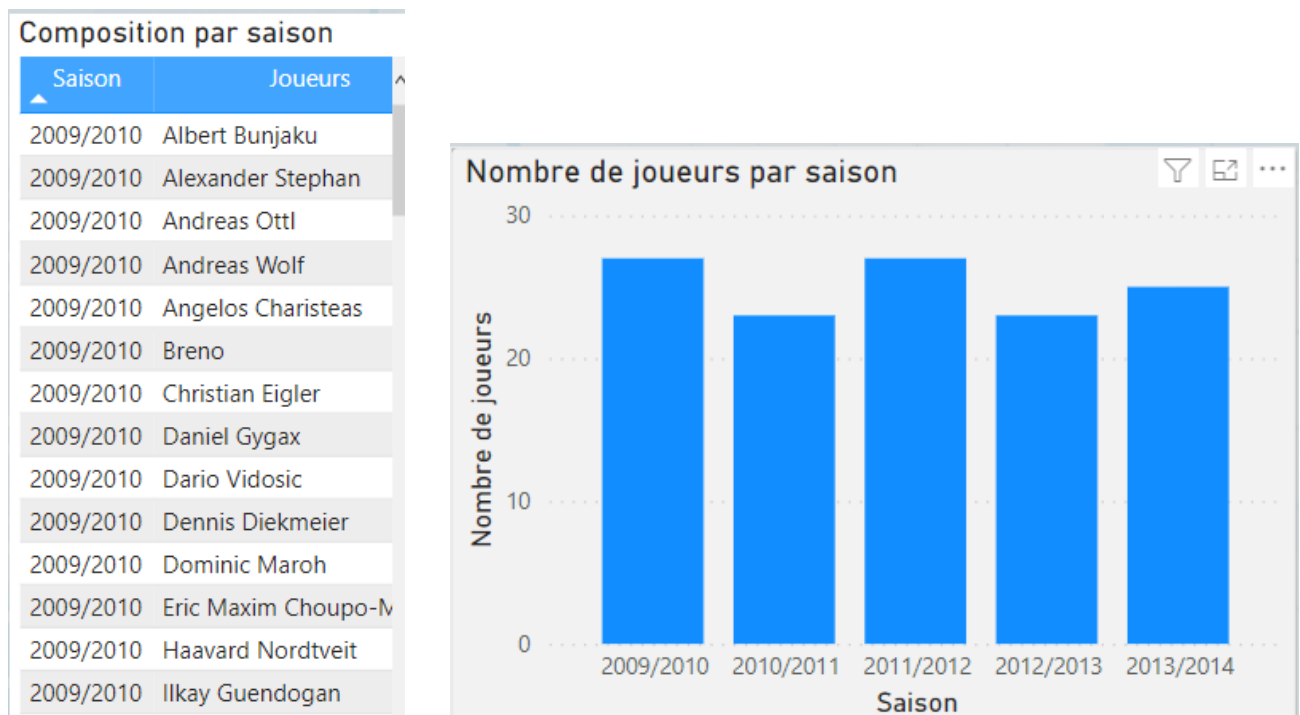 Composition par saison
Saison Joueurs
2009/2010 Albert Bunjaku
2009/2010 Alexander Stephan
2009/2010 Andreas Ottl
2009/2010 Andreas Wolf
2009/2010 Angelos Charisteas
2009/2010 Breno
2009/2010 Christian Eigler
2009/2010 Daniel Gygax
2009/2010 Dario Vidosic
2009/2010 Dennis Diekmeier
2009/2010 Dominic Maroh
2009/2010 Eric Maxim Choupo-M
2009/2010 Haavard Nordtveit
2009/2010 Ilkay Guendogan
Nombre de joueurs par saison
Nombre de joueurs
30
20
10
0
2009/2010 2010/2011 2011/2012 2012/2013 2013/2014
Saison